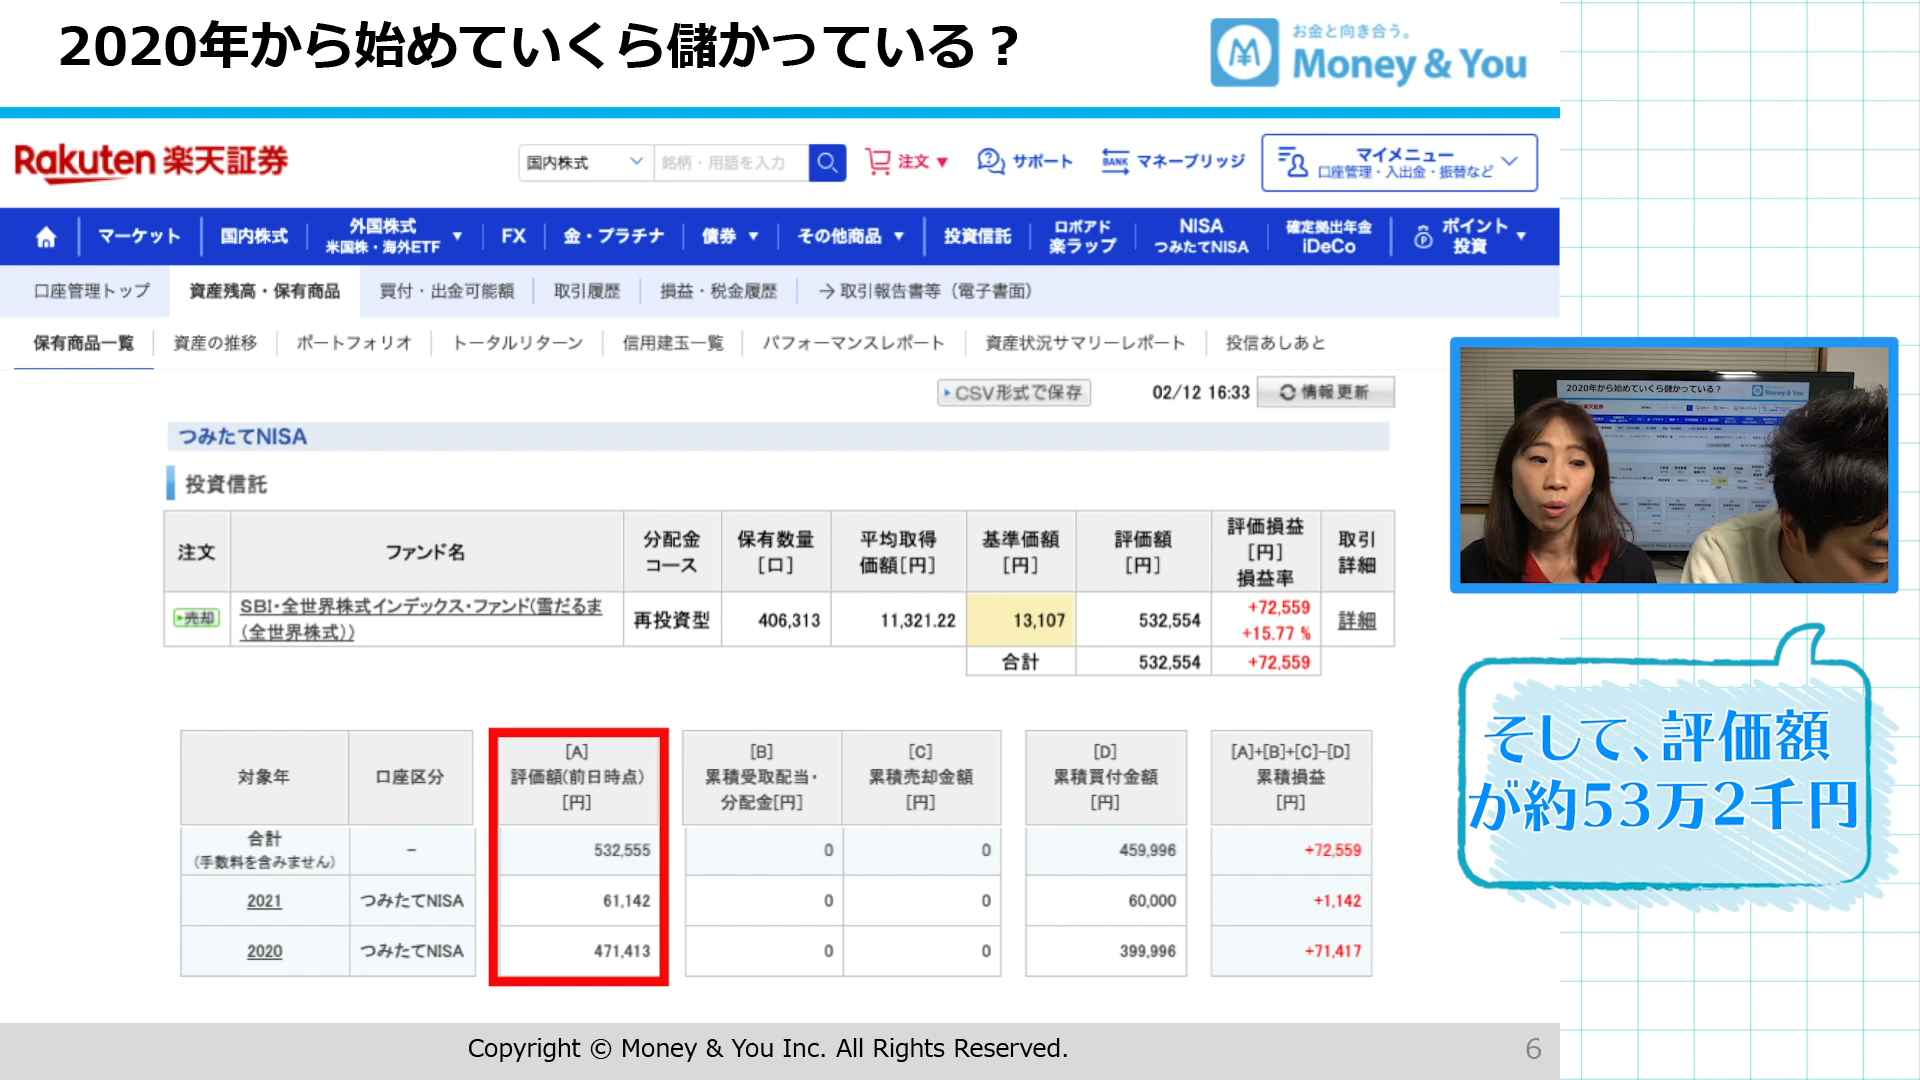 2020年から始めていくら儲かっている？
お金と向き合う。
Money & You
Rakuten 楽天証券
国内株式
銘柄・用語を入力
注文 ▼
サポート
BANK マネーブリッジ
マイメニュー
口座管理・入出金・振替など
マーケット
国内株式
外国株式
米国株・海外ETF ▼
FX
金・プラチナ
債券 ▼
その他商品 ▼
投資信託
ロボアド
楽ラップ
NISA
つみたてNISA
確定拠出年金
iDeCo
ポイント
投資 ▼
口座管理トップ
資産残高・保有商品
買付・出金可能額
取引履歴
損益・税金履歴
→ 取引報告書等（電子書面）
保有商品一覧
資産の推移
ポートフォリオ
トータルリターン
信用建玉一覧
パフォーマンスレポート
資産状況サマリーレポート
投信あしあと
CSV形式で保存
02/12 16:33
情報更新
つみたてNISA
投資信託
注文
ファンド名
分配金
コース
保有数量
[口]
平均取得
価額[円]
基準価額
[円]
評価額
[円]
評価損益
[円]
損益率
取引
詳細
売却
SBI・全世界株式インデックス・ファンド(雪だるま
(全世界株式))
再投資型
406,313
11,321.22
13,107
532,554
+72,559
+15.77 %
詳細
合計
532,554
+72,559
対象年
口座区分
[A]
評価額(前日時点)
[円]
[B]
累積受取配当・
分配金[円]
[C]
累積売却金額
[円]
[D]
累積買付金額
[円]
[A]+[B]+[C]-[D]
累積損益
[円]
合計
(手数料を含みません)
-
532,555
0
0
459,996
+72,559
2021
つみたてNISA
61,142
0
0
60,000
+1,142
2020
つみたてNISA
471,413
0
0
399,996
+71,417
2020年から始めていくら儲かっている？
Money & You
そして、評価額
が約53万2千円
Copyright © Money & You Inc. All Rights Reserved.
6